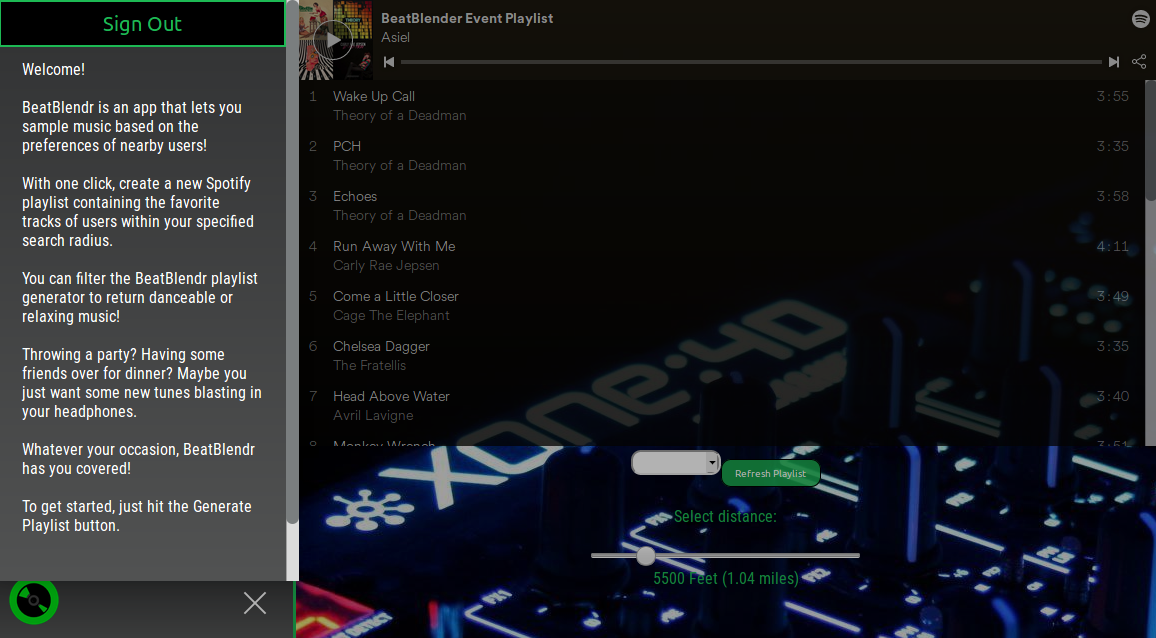 Sign Out
Welcome!
BeatBlendr is an app that lets you
sample music based on the
preferences of nearby users!
With one click, create a new Spotify
playlist containing the favorite
tracks of users within your specified
search radius.
You can filter the BeatBlendr playlist
generator to return danceable or
relaxing music!
Throwing a party? Having some
friends over for dinner? Maybe you
just want some new tunes blasting in
your headphones.
Whatever your occasion, BeatBlendr
has you covered!
To get started, just hit the Generate
Playlist button.
BeatBlender Event Playlist
Asiel
1 Wake Up Call 3:55
Theory of a Deadman
2 PCH 3:35
Theory of a Deadman
3 Echoes 3:58
Theory of a Deadman
4 Run Away With Me 4:11
Carly Rae Jepsen
5 Come a Little Closer 3:49
Cage The Elephant
6 Chelsea Dagger 3:35
The Fratellis
7 Head Above Water 3:40
Avril Lavigne
8 Monkey Wrench 3:51
XONE:4D
Refresh Playlist
Select distance:
5500 Feet (1.04 miles)
FX1
FX2